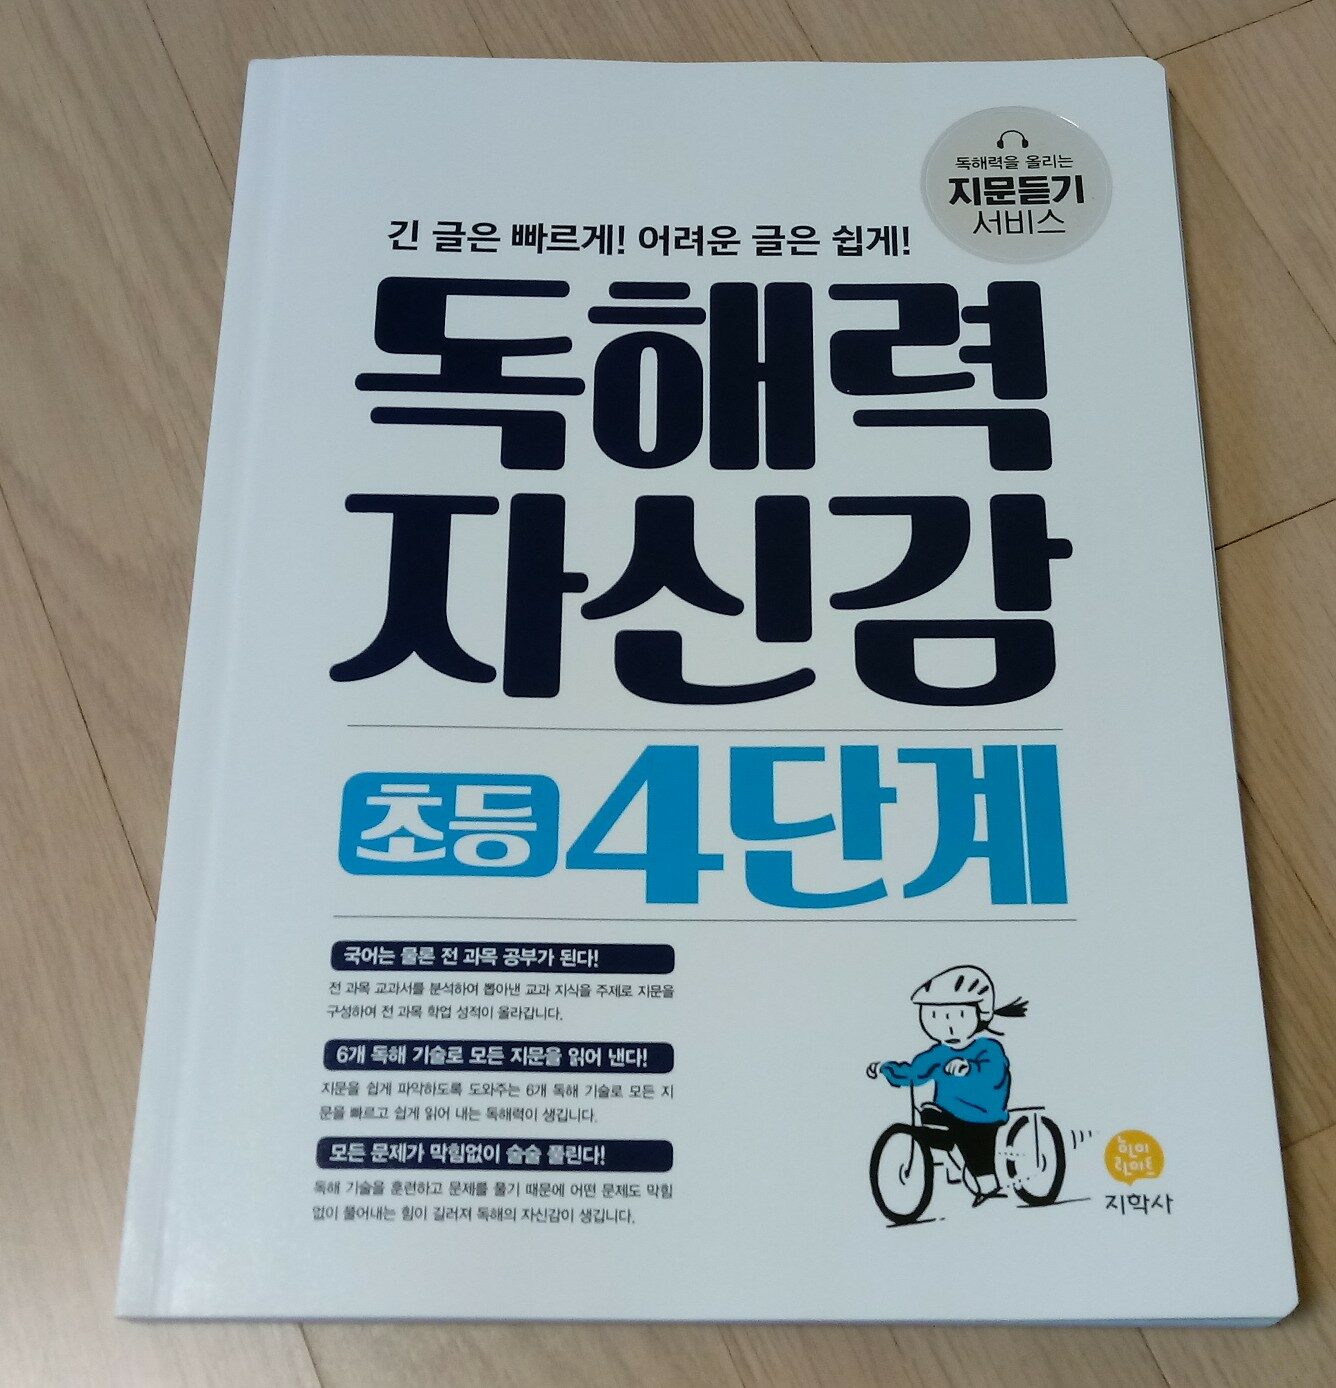 독해력을 올리는
지문듣기
서비스
긴 글은 빠르게! 어려운 글은 쉽게!
독해력
자신감
초등 4단계
국어는 물론 전 과목 공부가 된다!
전 과목 교과서를 분석하여 뽑아낸 교과 지식을 주제로 지문을
구성하여 전 과목 학업 성적이 올라갑니다.
6개 독해 기술로 모든 지문을 읽어 낸다!
지문을 쉽게 파악하도록 도와주는 6개 독해 기술로 모든 지
문을 빠르고 쉽게 읽어 내는 독해력이 생깁니다.
모든 문제가 막힘없이 술술 풀린다!
독해 기술을 훈련하고 문제를 풀기 때문에 어떤 문제도 막힘
없이 풀어내는 힘이 길러져 독해의 자신감이 생깁니다.
지학사